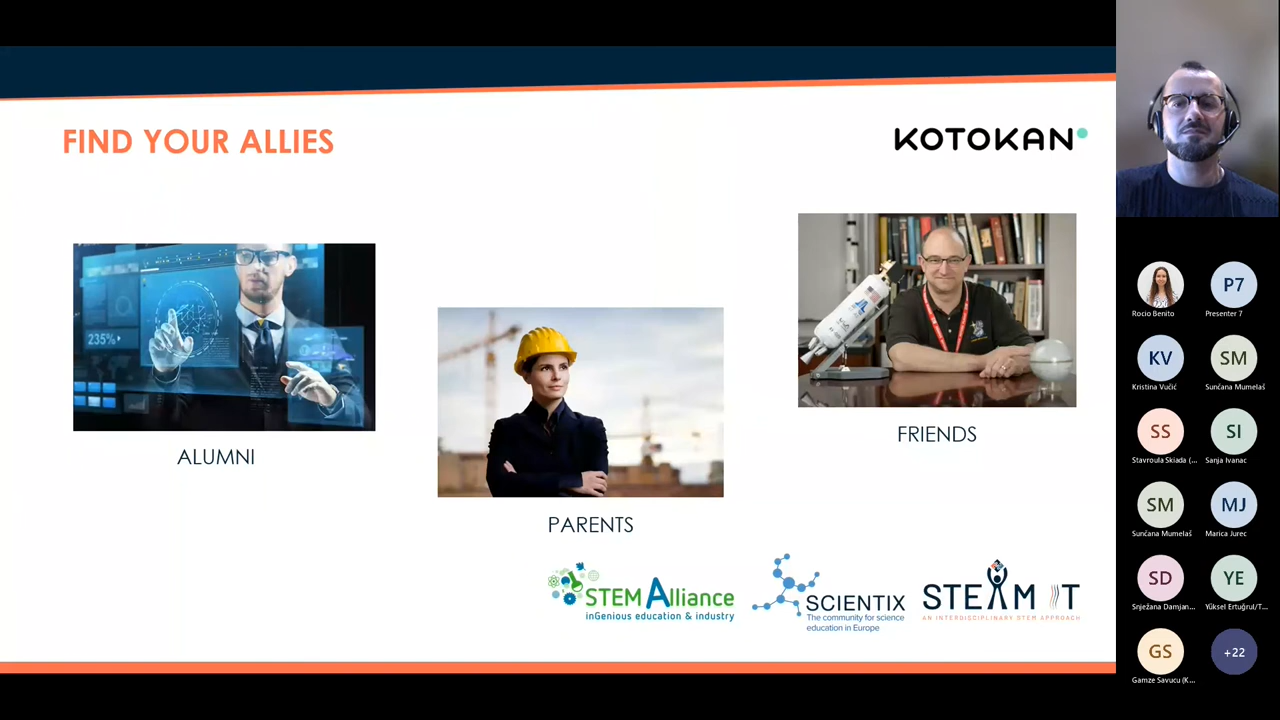 FIND YOUR ALLIES
KOTOKAN
235%
ALUMNI
PARENTS
FRIENDS
STEM Alliance
inGenious education & industry
SCIENTIX
The community for science
education in Europe
STEAM IT
AN INTERDISCIPLINARY STEM APPROACH
Rocio Benito
P7
Presenter 7
KV
Kristina Vučić
SM
Sunčana Mumelaš
SS
Stavroula Skiada (...
SI
Sanja Ivanac
SM
Sunčana Mumelaš
MJ
Marica Jurec
SD
Snježana Damjan...
YE
Yüksel Ertuğrul/T...
GS
Gamze Savucu (K...
+22